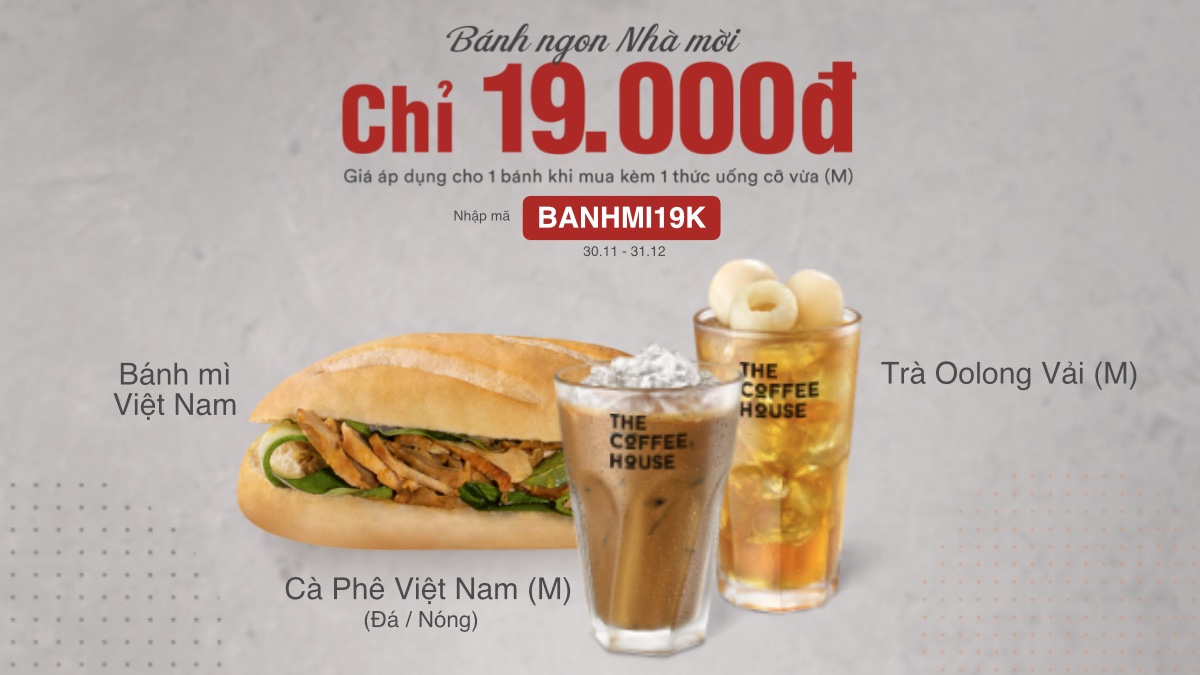 Bánh ngon Nhà mời
Chỉ 19.000đ
Giá áp dụng cho 1 bánh khi mua kèm 1 thức uống cỡ vừa (M)
Nhập mã BANHMI19K
30.11 - 31.12
Bánh mì
Việt Nam
THE
COFFEE
HOUSE
Trà Oolong Vải (M)
THE
COFFEE
HOUSE
Cà Phê Việt Nam (M)
(Đá / Nóng)